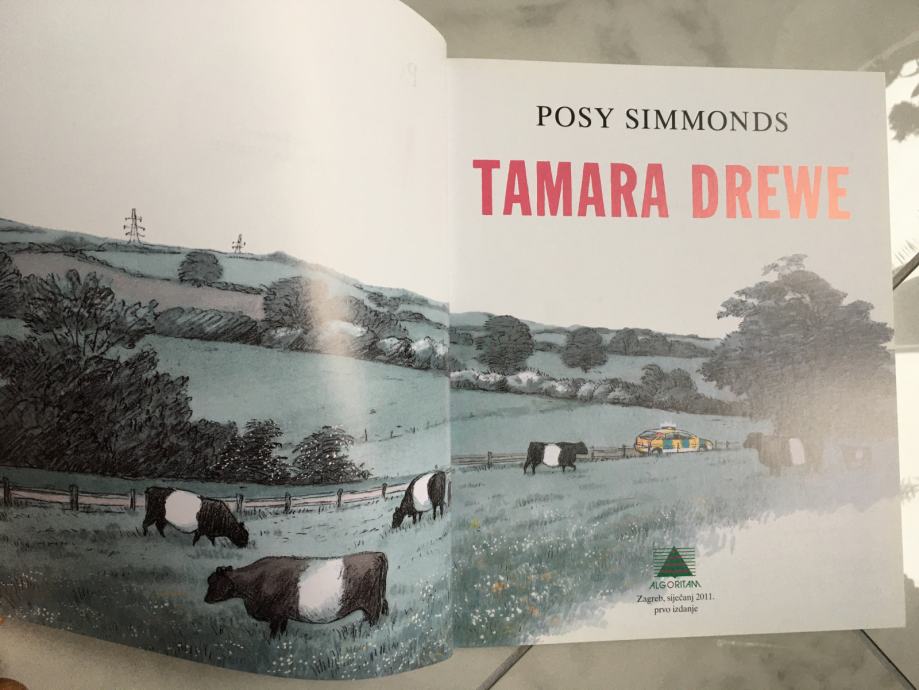 POSY SIMMONDS
TAMARA DREWE
ALGORITAM
Zagreb, siječanj 2011.
prvo izdanje